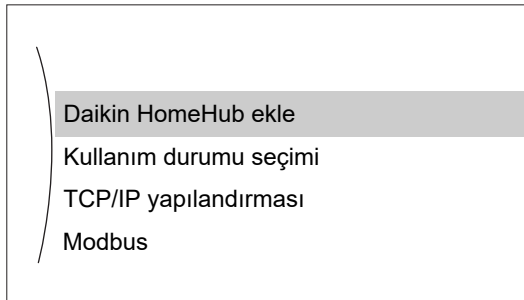 Daikin HomeHub ekle
Kullanım durumu seçimi
TCP/IP yapılandırması
Modbus